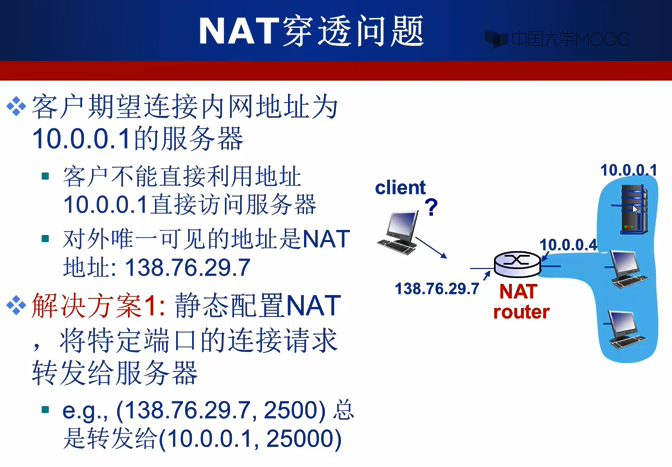 NAT穿透问题
中国大学MOOC
客户期望连接内网地址为
10.0.0.1的服务器
客户不能直接利用地址
10.0.0.1直接访问服务器
对外唯一可见的地址是NAT
地址: 138.76.29.7
解决方案1: 静态配置NAT
，将特定端口的连接请求
转发给服务器
e.g., (138.76.29.7, 2500) 总
是转发给(10.0.0.1, 25000)
10.0.0.1
client
?
10.0.0.4
138.76.29.7
NAT
router